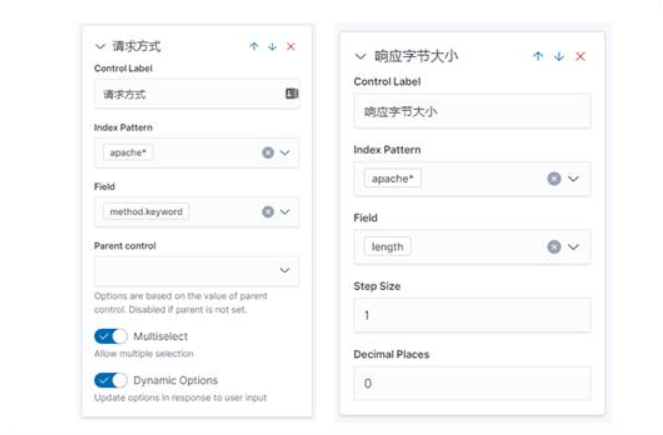 请求方式
Control Label
请求方式
Index Pattern
apache*
Field
method.keyword
Parent control
Options are based on the value of parent
control. Disabled if parent is not set.
Multiselect
Allow multiple selection
Dynamic Options
Update options in response to user input
响应字节大小
Control Label
响应字节大小
Index Pattern
apache*
Field
length
Step Size
1
Decimal Places
0